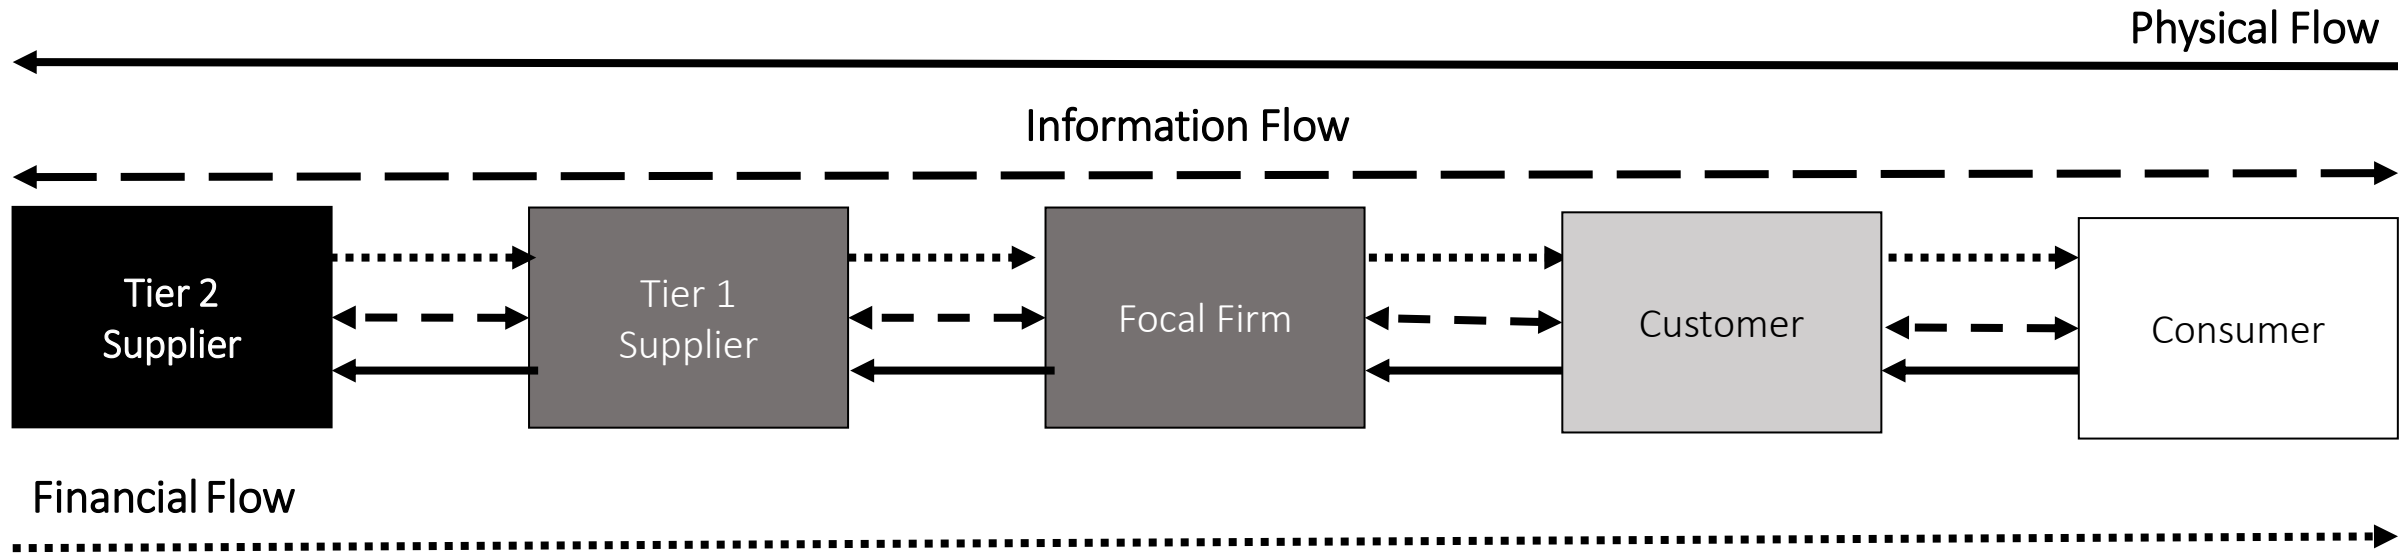 Physical Flow
Information Flow
Tier 2
Supplier
Tier 1
Supplier
Focal Firm
Customer
Consumer
Financial Flow